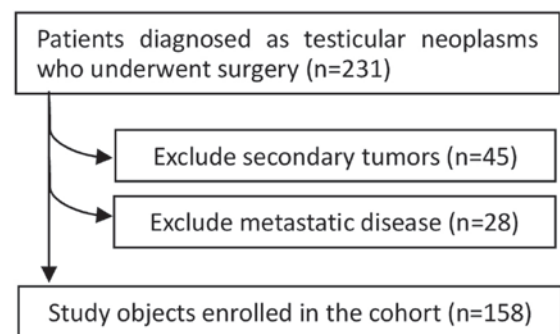 Patients diagnosed as testicular neoplasms
who underwent surgery (n=231)
Exclude secondary tumors (n=45)
Exclude metastatic disease (n=28)
Study objects enrolled in the cohort (n=158)